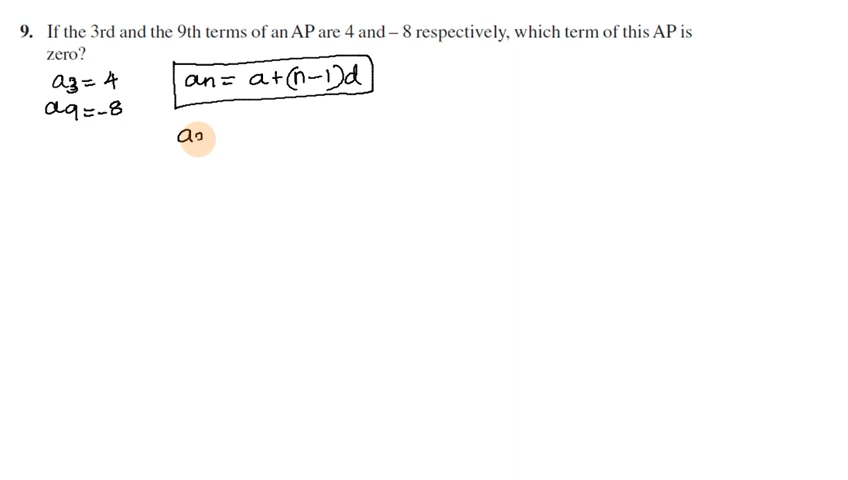 9. If the 3rd and the 9th terms of an AP are 4 and – 8 respectively, which term of this AP is
zero?
a3 = 4
an = a+(n-1)d
a9 = -8
a3